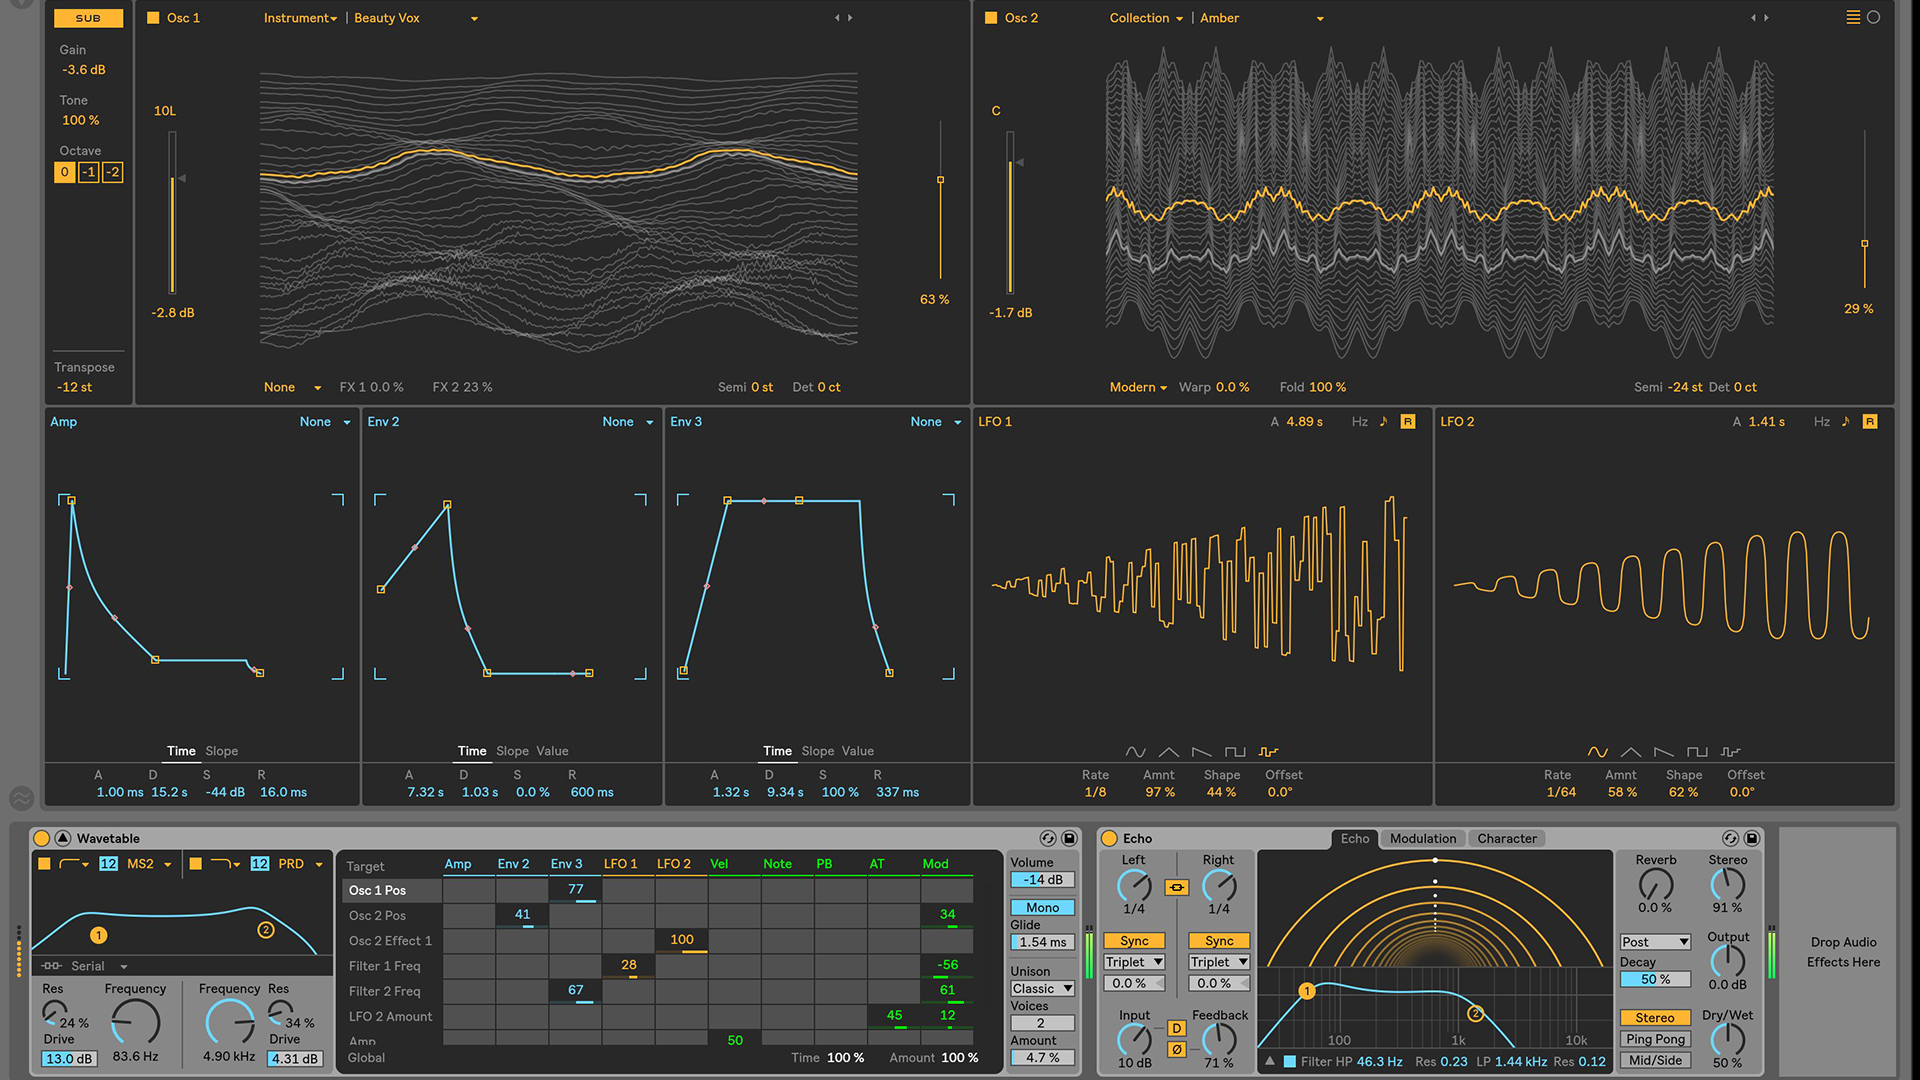 SUB
Gain
-3.6 dB
Tone
100 %
Octave
0 -1 -2
Transpose
-12 st
Osc 1 Instrument Beauty Vox
10L
-2.8 dB
63 %
None FX 1 0.0 % FX 2 23 % Semi 0 st Det 0 ct
Osc 2 Collection Amber
C
-1.7 dB
29 %
Modern Warp 0.0 % Fold 100 % Semi -24 st Det 0 ct
Amp None
Time Slope
A D S R
1.00 ms 15.2 s -44 dB 16.0 ms
Env 2 None
Time Slope Value
A D S R
7.32 s 1.03 s 0.0 % 600 ms
Env 3 None
Time Slope Value
A D S R
1.32 s 9.34 s 100 % 337 ms
LFO 1 A 4.89 s Hz R
Rate Amnt Shape Offset
1/8 97 % 44 % 0.0°
LFO 2 A 1.41 s Hz R
Rate Amnt Shape Offset
1/64 58 % 62 % 0.0°
Wavetable
12 MS2 12 PRD
1 2
Serial
Res Frequency Frequency Res
24 % 34 %
Drive 83.6 Hz 4.90 kHz Drive
13.0 dB 4.31 dB
Target Amp Env 2 Env 3 LFO 1 LFO 2 Vel Note PB AT Mod
Osc 1 Pos 77
Osc 2 Pos 41 34
Osc 2 Effect 1 100
Filter 1 Freq 28 -56
Filter 2 Freq 67 61
LFO 2 Amount 45 12
Amp 50
Global Time 100 % Amount 100 %
Volume
-14 dB
Mono
Glide
1.54 ms
Unison
Classic
Voices
2
Amount
4.7 %
Echo
Echo Modulation Character
Left Right
1/4 1/4
Sync Sync
Triplet Triplet
0.0 % 0.0 %
Input D Feedback
Ø
10 dB 71 %
1 2
100 1k 10k
Filter HP 46.3 Hz Res 0.23 LP 1.44 kHz Res 0.12
Reverb Stereo
0.0 % 91 %
Post Output
Decay
50 % 0.0 dB
Stereo Dry/Wet
Ping Pong
Mid/Side 50 %
Drop Audio
Effects Here